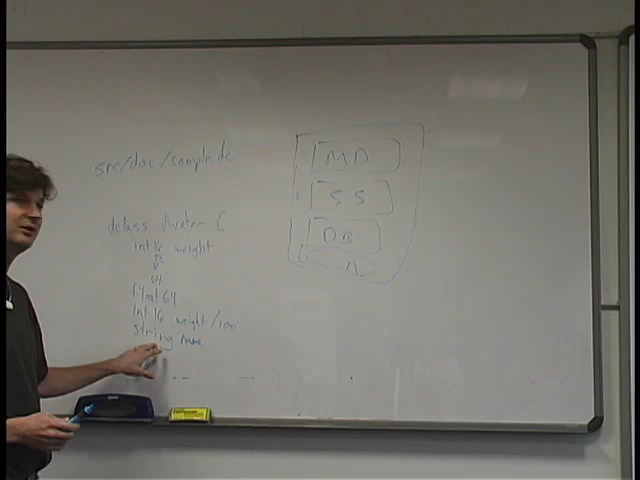 src/doc/sample.dc
dclass Avatar {
int16 weight
32
8
64
float64
int16 weight /100
string name
MD
SS
DB